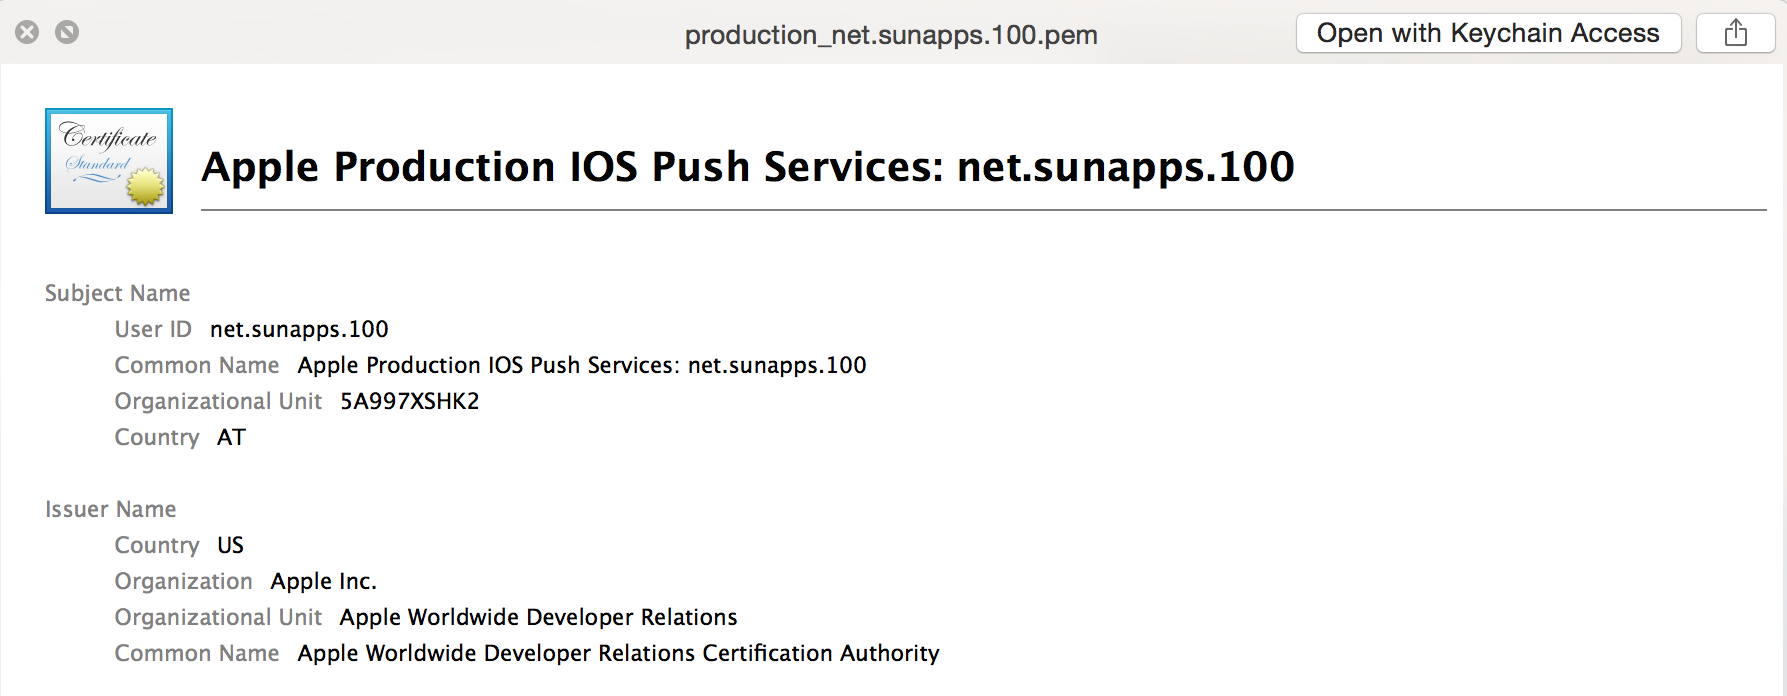 production_net.sunapps.100.pem
Open with Keychain Access
Certificate
Standard
Apple Production IOS Push Services: net.sunapps.100
Subject Name
User ID net.sunapps.100
Common Name Apple Production IOS Push Services: net.sunapps.100
Organizational Unit 5A997XSHK2
Country AT
Issuer Name
Country US
Organization Apple Inc.
Organizational Unit Apple Worldwide Developer Relations
Common Name Apple Worldwide Developer Relations Certification Authority